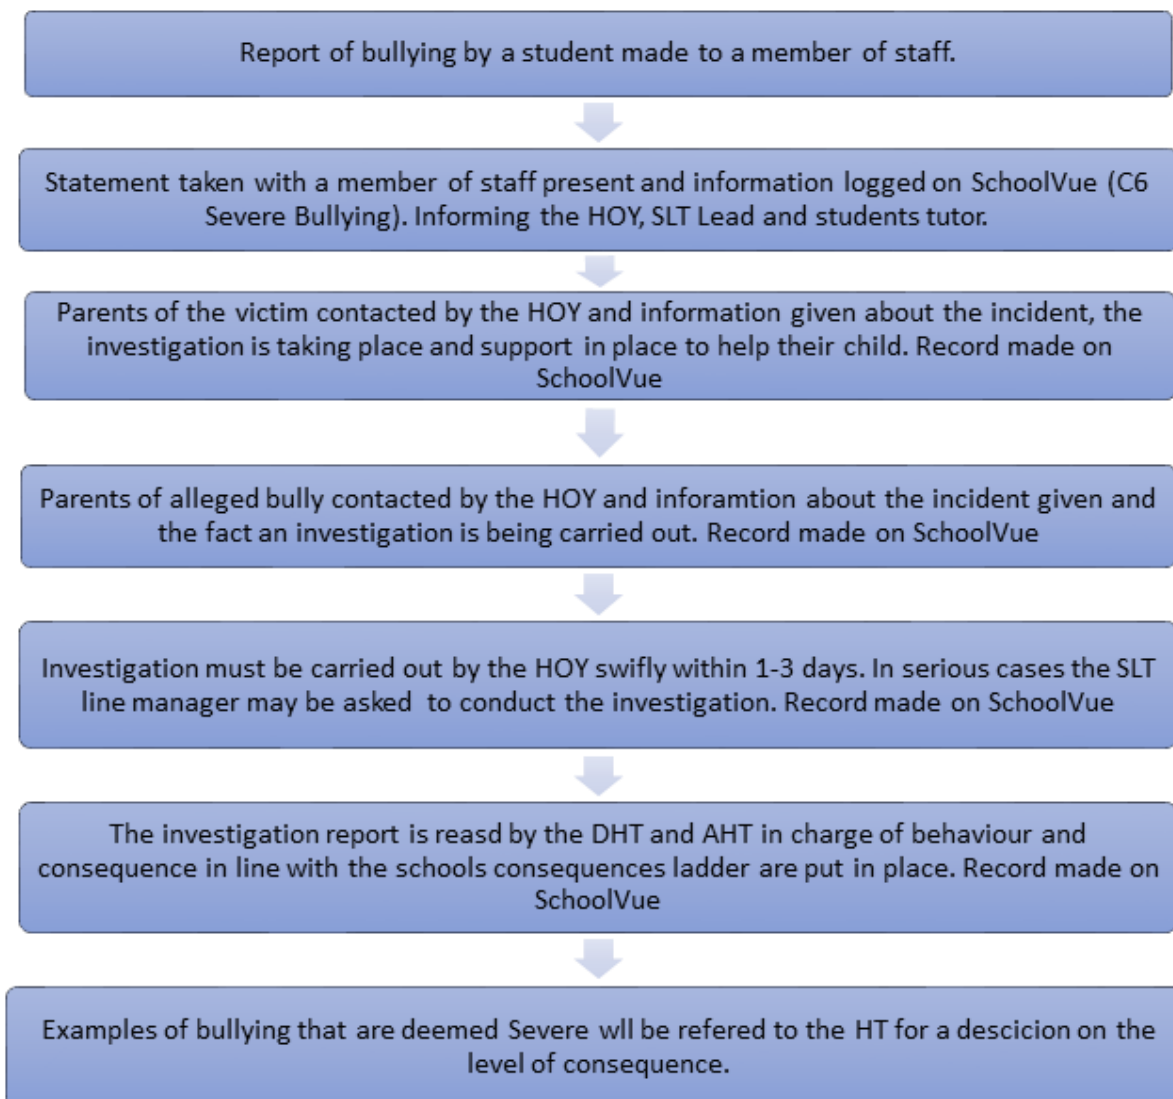 Report of bullying by a student made to a member of staff.
Statement taken with a member of staff present and information logged on SchoolVue (C6
Severe Bullying). Informing the HOY, SLT Lead and students tutor.
Parents of the victim contacted by the HOY and information given about the incident, the
investigation is taking place and support in place to help their child. Record made on
SchoolVue
Parents of alleged bully contacted by the HOY and inforamtion about the incident given and
the fact an investigation is being carried out. Record made on SchoolVue
Investigation must be carried out by the HOY swifly within 1-3 days. In serious cases the SLT
line manager may be asked to conduct the investigation. Record made on SchoolVue
The investigation report is reasd by the DHT and AHT in charge of behaviour and
consequence in line with the schools consequences ladder are put in place. Record made on
SchoolVue
Examples of bullying that are deemed Severe wll be refered to the HT for a descicion on the
level of consequence.